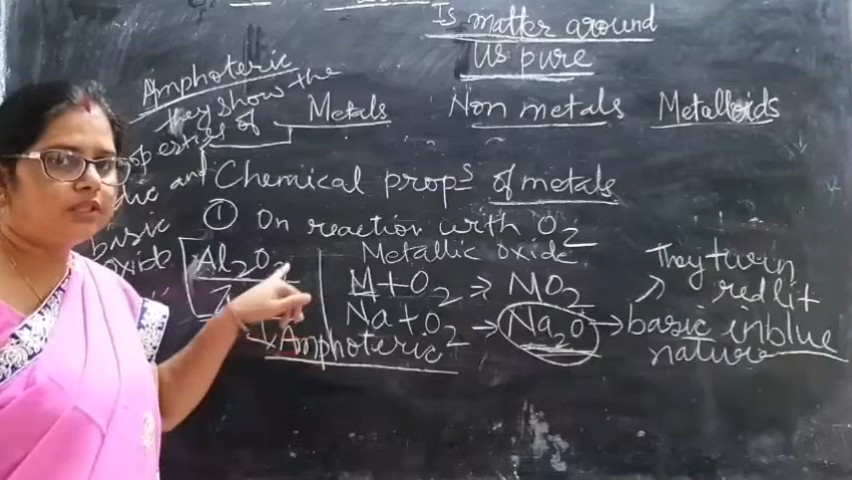 Is matter around
us pure
Amphoteric
they show the
of
and
basic
oxide
Metals
Non metals
Metalloids
Chemical props of metals
① On reaction with O2
Metallic oxide
Al2O3
M + O2 → MO2
Na + O2 → Na2O → basic in
nature
Amphoteric
They turn
red lit
blue